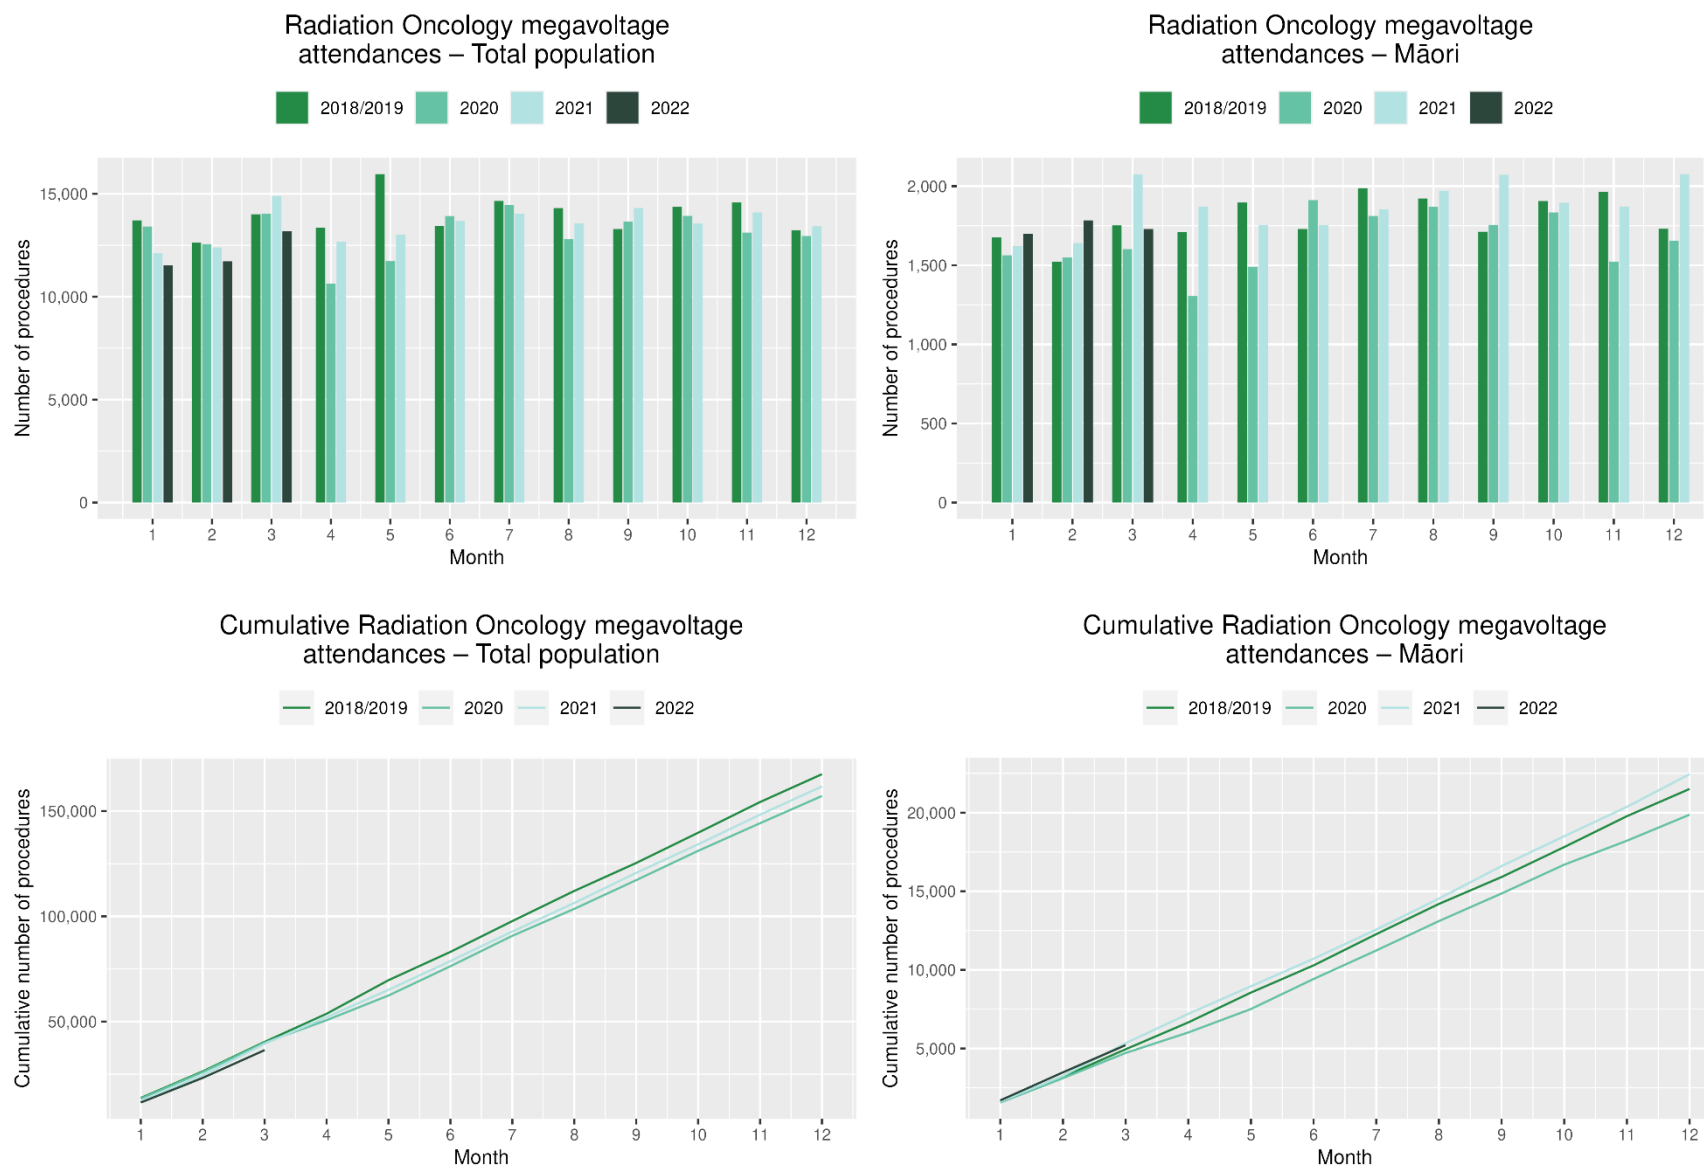 Radiation Oncology megavoltage
attendances – Total population
2018/2019 2020 2021 2022
Number of procedures
15,000
10,000
5,000
0
1 2 3 4 5 6 7 8 9 10 11 12
Month
Radiation Oncology megavoltage
attendances – Māori
2018/2019 2020 2021 2022
Number of procedures
2,000
1,500
1,000
500
0
1 2 3 4 5 6 7 8 9 10 11 12
Month
Cumulative Radiation Oncology megavoltage
attendances – Total population
2018/2019 2020 2021 2022
Cumulative number of procedures
150,000
100,000
50,000
1 2 3 4 5 6 7 8 9 10 11 12
Month
Cumulative Radiation Oncology megavoltage
attendances – Māori
2018/2019 2020 2021 2022
Cumulative number of procedures
20,000
15,000
10,000
5,000
1 2 3 4 5 6 7 8 9 10 11 12
Month